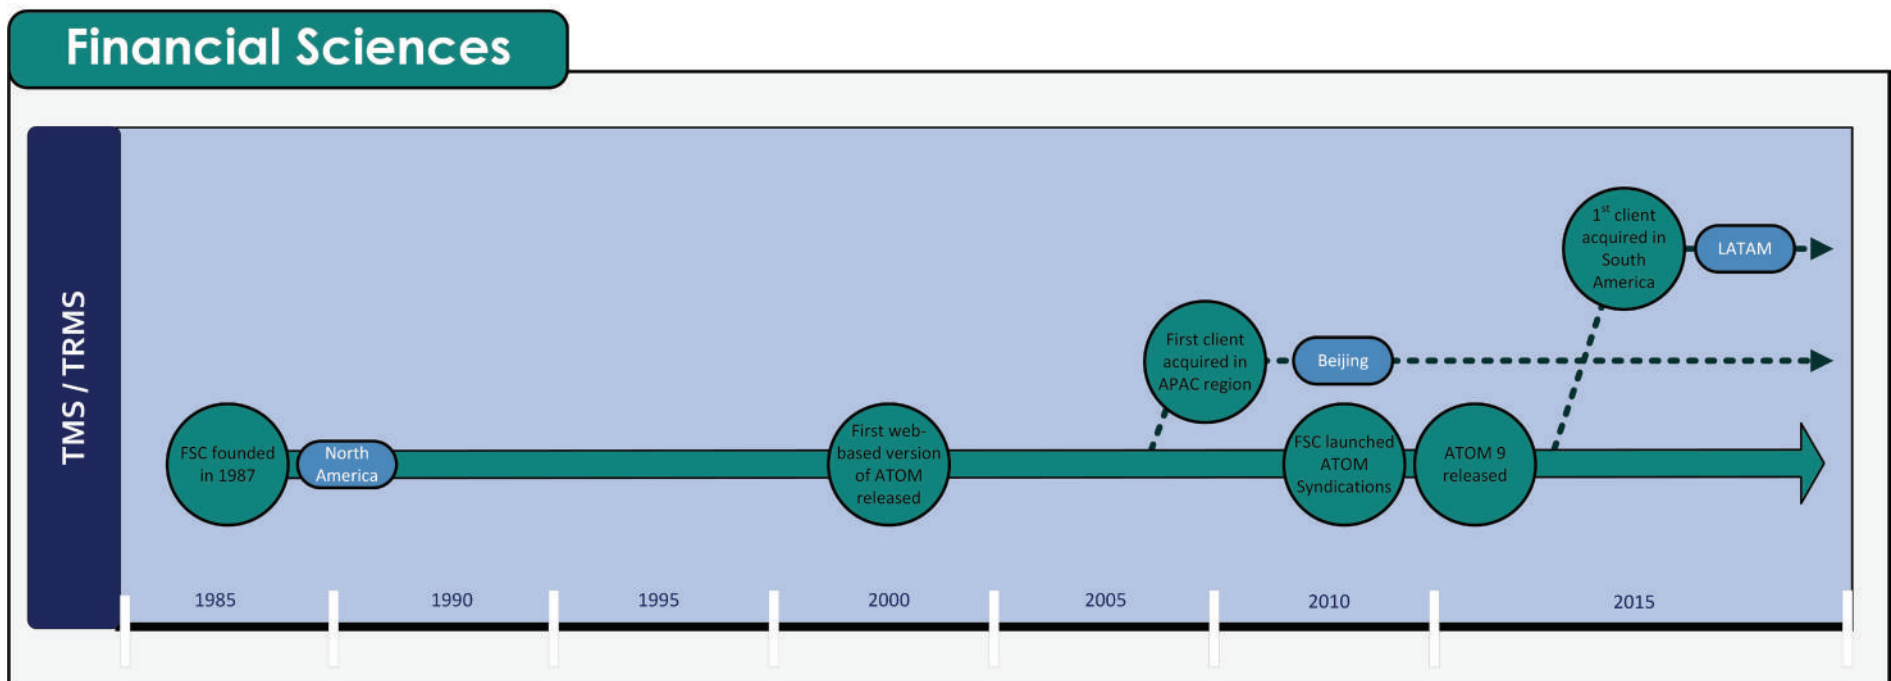 Financial Sciences
TMS / TRMS
1st client
acquired in
South
America
LATAM
First client
acquired in
APAC region
Beijing
FSC founded
in 1987
North
America
First web-
based version
of ATOM
released
FSC launched
ATOM
Syndications
ATOM 9
released
1985
1990
1995
2000
2005
2010
2015